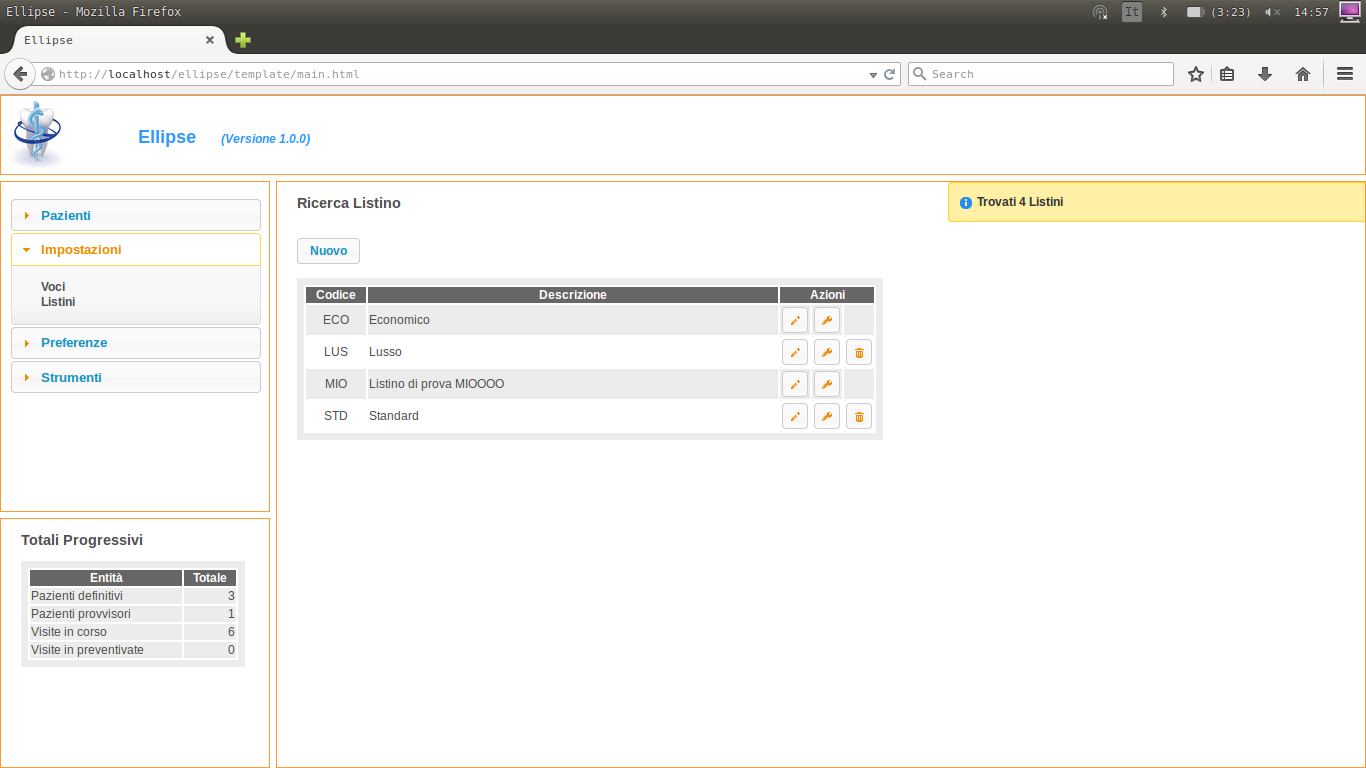 Ellipse - Mozilla Firefox
It
(3:23)
14:57
Ellipse
http://localhost/ellipse/template/main.html
Search
Ellipse
(Versione 1.0.0)
Pazienti
Impostazioni
Voci
Listini
Preferenze
Strumenti
Totali Progressivi
Entità Totale
Pazienti definitivi 3
Pazienti provvisori 1
Visite in corso 6
Visite in preventivate 0
Ricerca Listino
Trovati 4 Listini
Nuovo
Codice Descrizione Azioni
ECO Economico
LUS Lusso
MIO Listino di prova MIOOOO
STD Standard